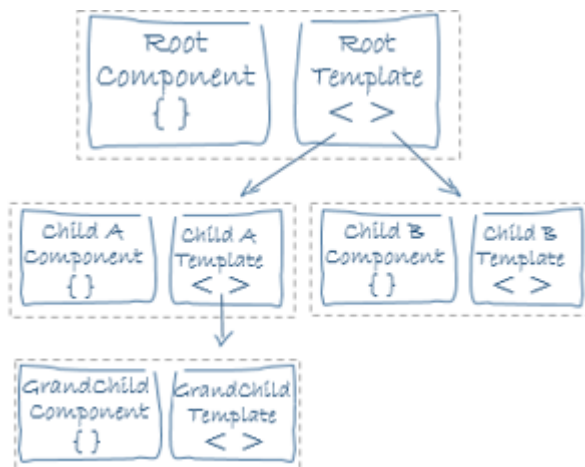 Root Component { }
Root Template < >
Child A Component { }
Child A Template < >
Child B Component { }
Child B Template < >
GrandChild Component { }
GrandChild Template < >